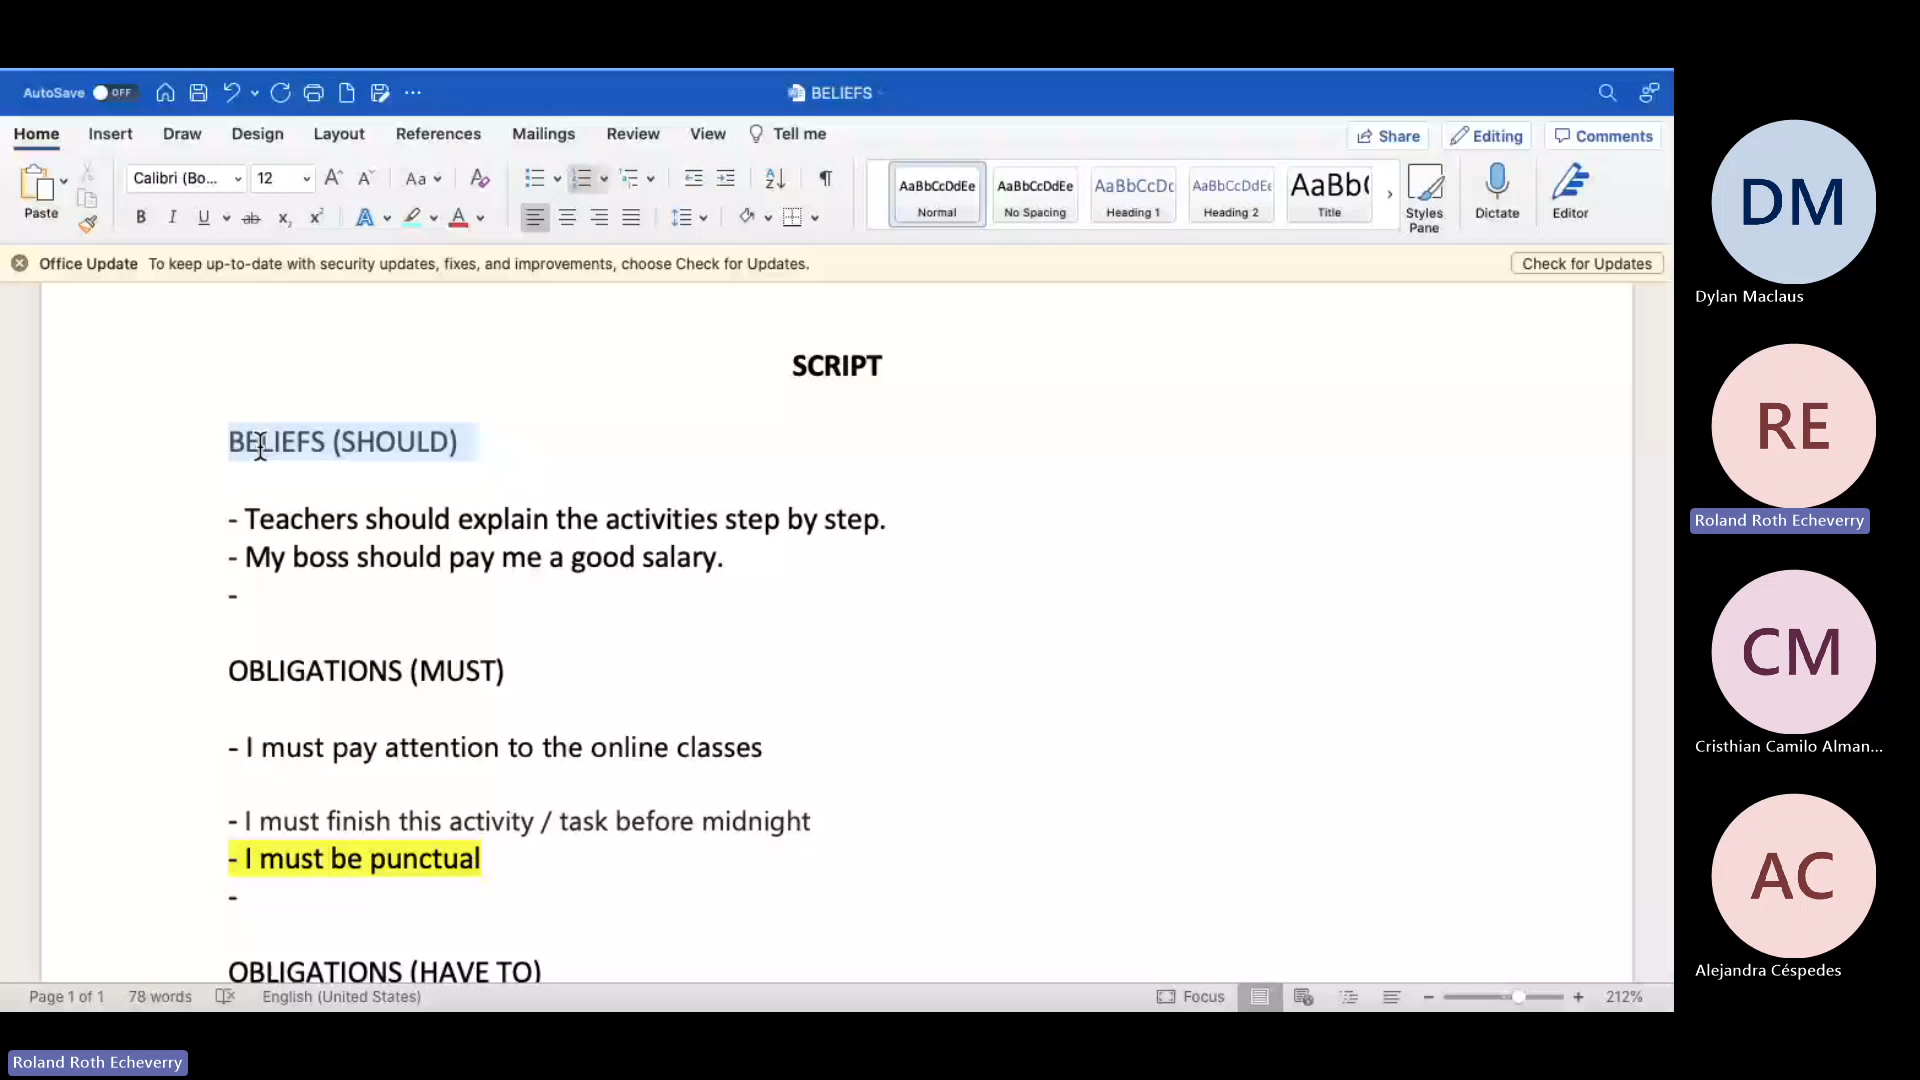 AutoSave OFF
BELIEFS
Home Insert Draw Design Layout References Mailings Review View Tell me
Share Editing Comments
Paste
Calibri (Bo... 12
AaBbCcDdEe AaBbCcDdEe AaBbCcDc AaBbCcDdEe AaBb(
Normal No Spacing Heading 1 Heading 2 Title
Styles Pane
Dictate
Editor
Office Update To keep up-to-date with security updates, fixes, and improvements, choose Check for Updates.
Check for Updates
SCRIPT
BELIEFS (SHOULD)
- Teachers should explain the activities step by step.
- My boss should pay me a good salary.
-
OBLIGATIONS (MUST)
- I must pay attention to the online classes
- I must finish this activity / task before midnight
- I must be punctual
-
OBLIGATIONS (HAVE TO)
Page 1 of 1 78 words English (United States) Focus 212%
DM
Dylan Maclaus
RE
Roland Roth Echeverry
CM
Cristhian Camilo Alman...
AC
Alejandra Céspedes
Roland Roth Echeverry